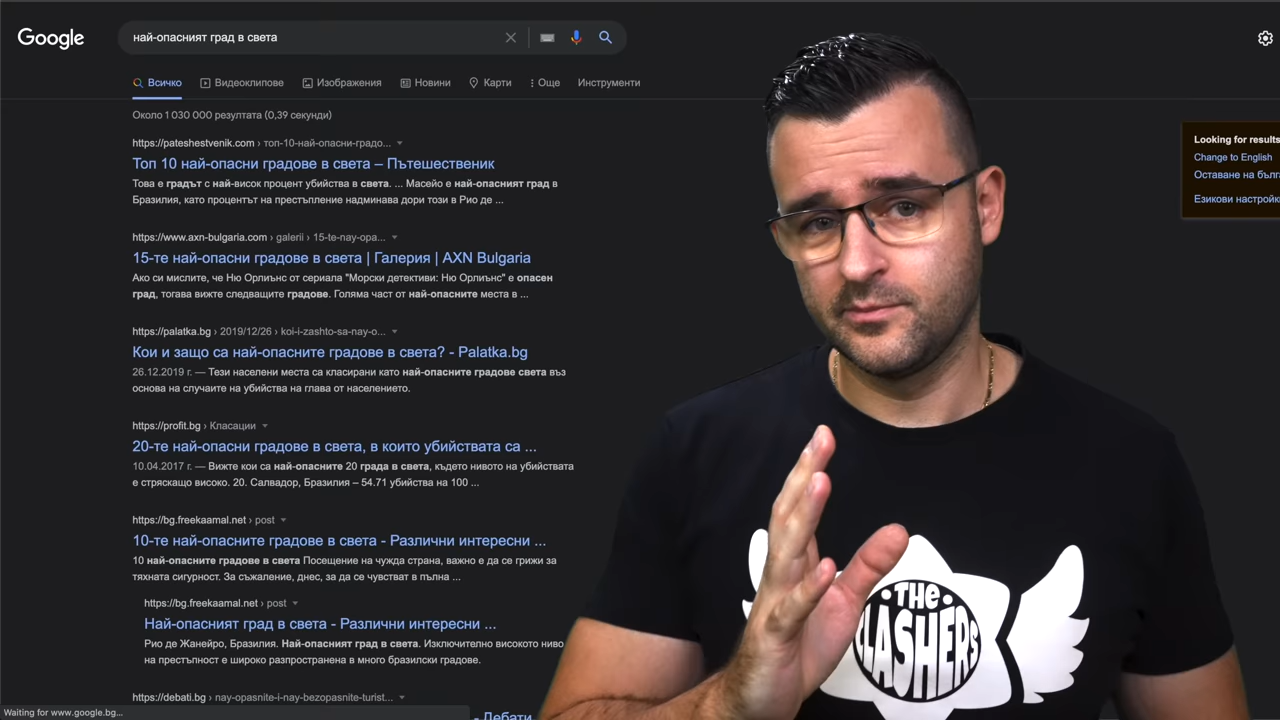 Google
най-опасният град в света
Всичко
Видеоклипове
Изображения
Новини
Карти
Още
Инструменти
Около 1 030 000 резултата (0,39 секунди)
https://pateshestvenik.com › топ-10-най-опасни-градо...
Топ 10 най-опасни градове в света – Пътешественик
Това е градът с най-висок процент убийства в света. ... Масейо е най-опасният град в
Бразилия, като процентът на престъпление надминава дори този в Рио де ...
https://www.axn-bulgaria.com › galerii › 15-te-nay-opa...
15-те най-опасни градове в света | Галерия | AXN Bulgaria
Ако си мислите, че Ню Орлиънс от сериала "Морски детективи: Ню Орлиънс" е опасен
град, тогава вижте следващите градове. Голяма част от най-опасните места в ...
https://palatka.bg › 2019/12/26 › koi-i-zashto-sa-nay-o...
Кои и защо са най-опасните градове в света? - Palatka.bg
26.12.2019 г. — Тези населени места са класирани като най-опасните градове света въз
основа на случаите на убийства на глава от населението.
https://profit.bg › Класации
20-те най-опасни градове в света, в които убийствата са ...
10.04.2017 г. — Вижте кои са най-опасните 20 града в света, където нивото на убийствата
е стряскащо високо. 20. Салвадор, Бразилия – 54.71 убийства на 100 ...
https://bg.freekaamal.net › post
10-те най-опасните градове в света - Различни интересни ...
10 най-опасните градове в света Посещение на чужда страна, важно е да се грижи за
тяхната сигурност. За съжаление, днес, за да се чувстват в пълна ...
https://bg.freekaamal.net › post
Най-опасният град в света - Различни интересни ...
Рио де Жанейро, Бразилия. Най-опасният град в света. Изключително високото ниво
на престъпност е широко разпространена в много бразилски градове.
https://debati.bg › nay-opasnite-i-nay-bezopasnite-turist...
- Дебати
Waiting for www.google.bg...
Looking for results
Change to English
Оставане на бълг
Езикови настройки
THE
CLASHERS